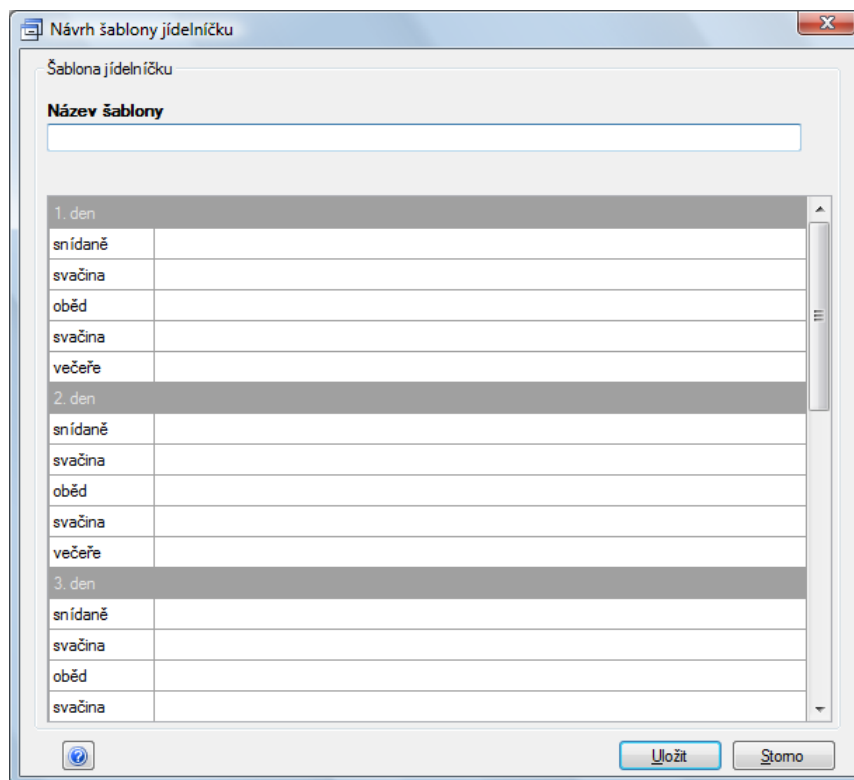 Návrh šablony jídelníčku
Šablona jídelníčku
Název šablony
1. den
snídaně
svačina
oběd
svačina
večeře
2. den
snídaně
svačina
oběd
svačina
večeře
3. den
snídaně
svačina
oběd
svačina
Uložit Storno